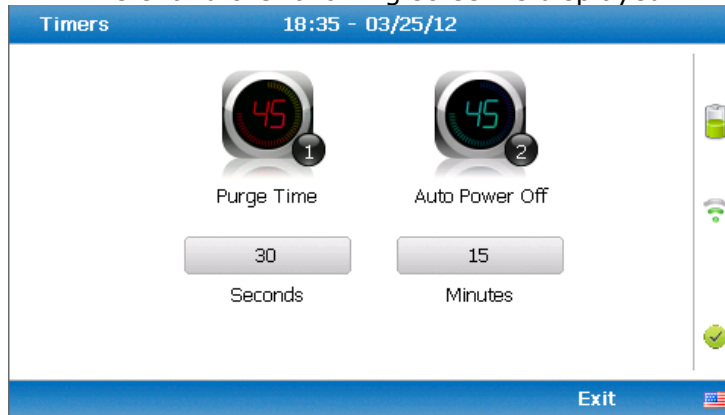 Timers 18:35 - 03/25/12
45 45
1 2
Purge Time Auto Power Off
30 15
Seconds Minutes
Exit